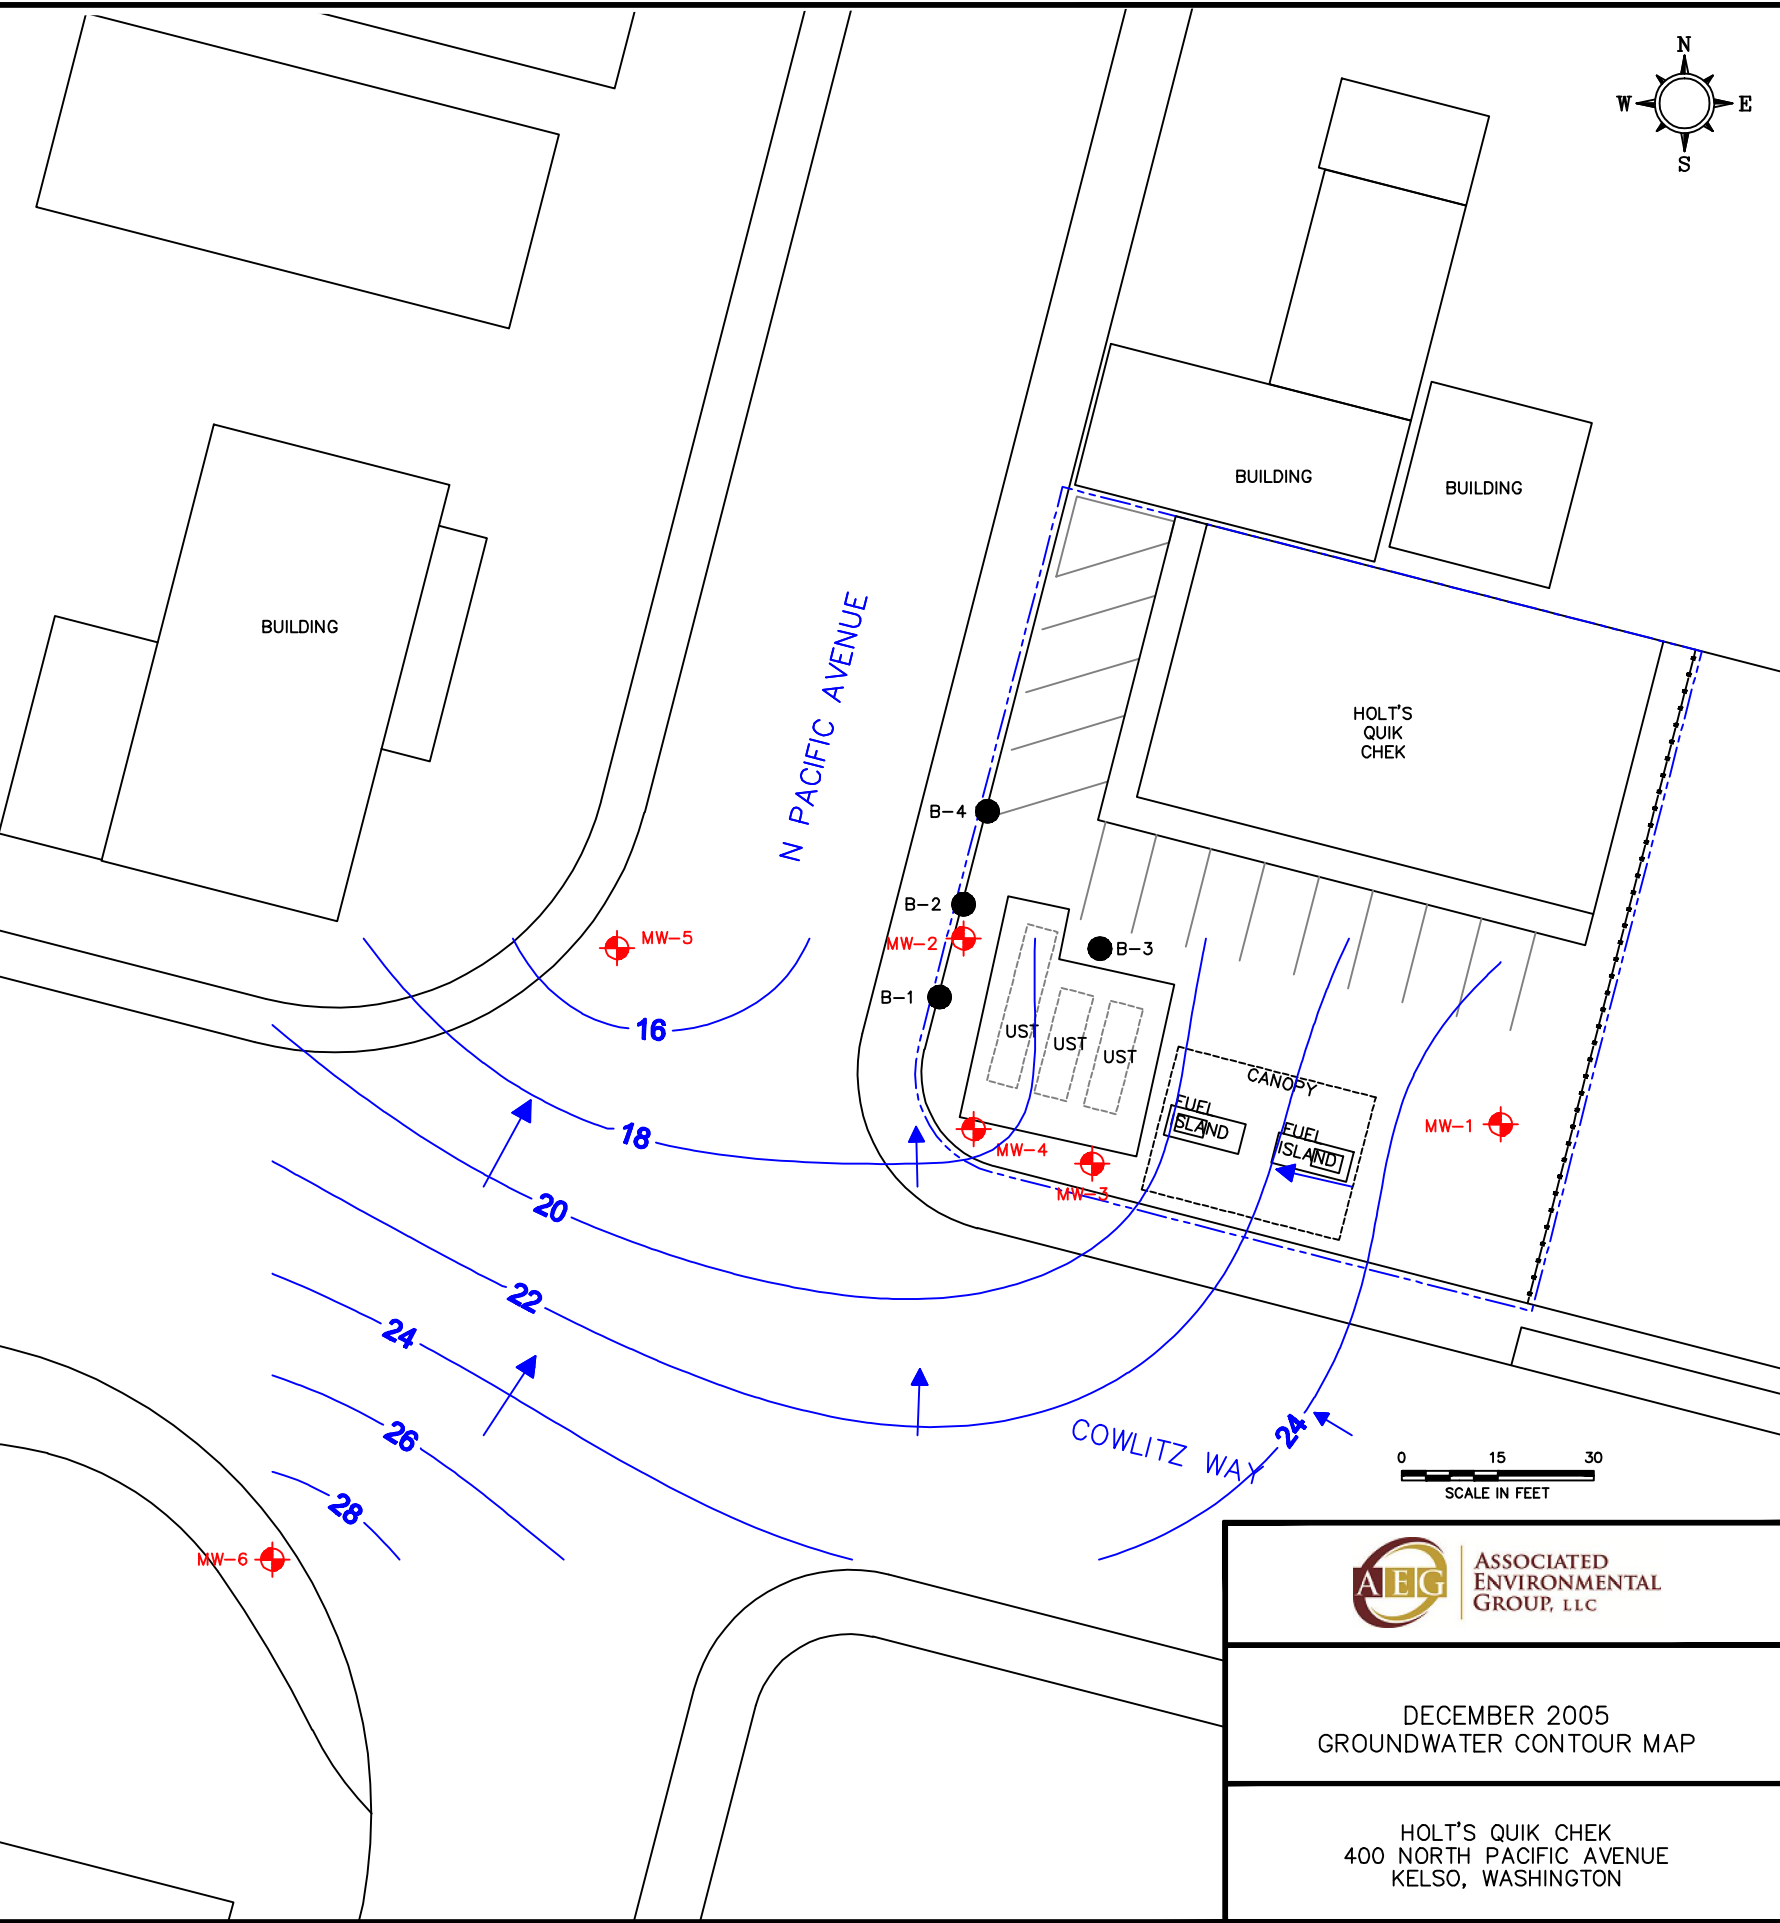 N
W E
S
BUILDING
BUILDING
BUILDING
N PACIFIC AVENUE
HOLT'S
QUIK
CHEK
B-4
B-2
MW-2
MW-5
B-3
B-1
16
UST
UST
UST
CANOPY
FUEL
ISLAND
FUEL
ISLAND
MW-1
18
MW-4
MW-3
20
22
24
26
28
MW-6
COWLITZ WAY
24
0 15 30
SCALE IN FEET
AEG
ASSOCIATED
ENVIRONMENTAL
GROUP, LLC
DECEMBER 2005
GROUNDWATER CONTOUR MAP
HOLT'S QUIK CHEK
400 NORTH PACIFIC AVENUE
KELSO, WASHINGTON